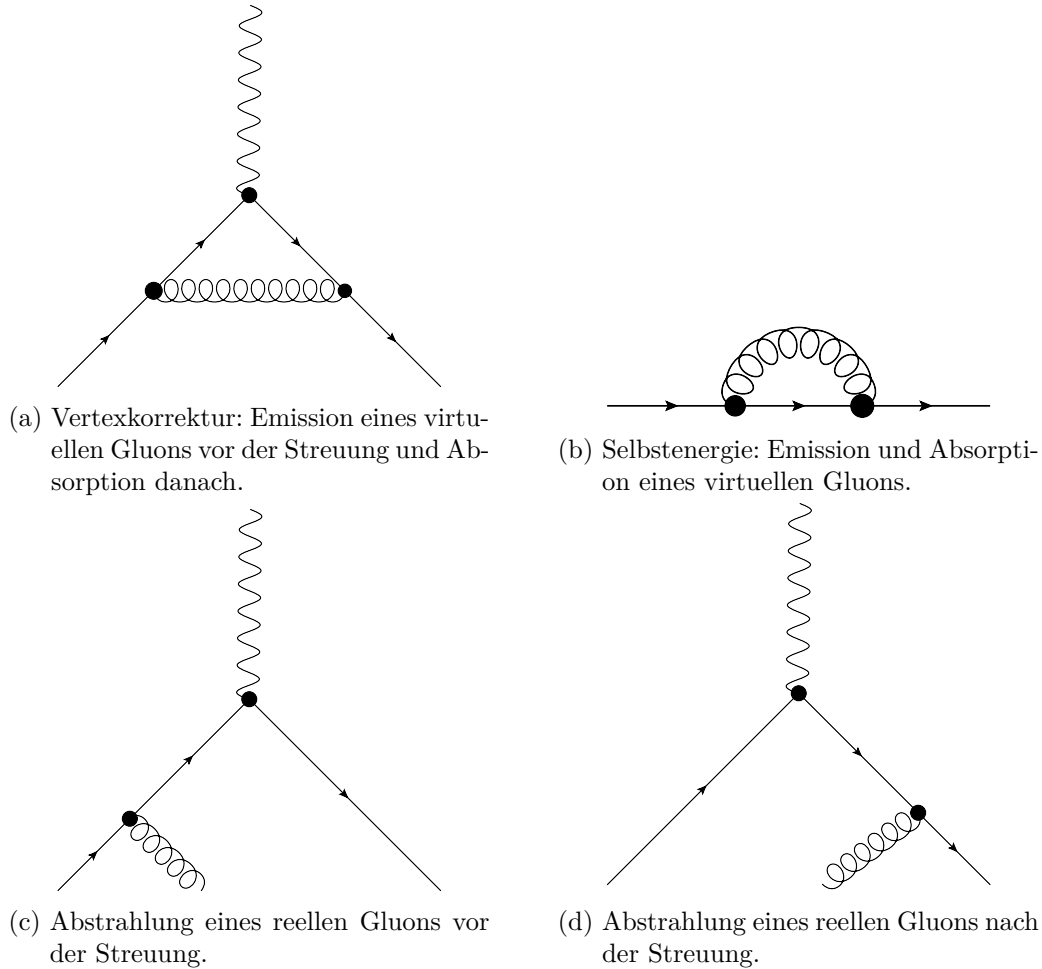 (a) Vertexkorrektur: Emission eines virtu-
ellen Gluons vor der Streuung und Ab-
sorption danach.
(b) Selbstenergie: Emission und Absorpti-
on eines virtuellen Gluons.
(c) Abstrahlung eines reellen Gluons vor
der Streuung.
(d) Abstrahlung eines reellen Gluons nach
der Streuung.